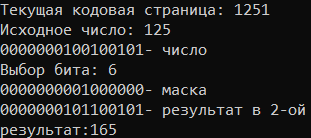 Текущая кодовая страница: 1251
Исходное число: 125
0000000100100101- число
Выбор бита: 6
0000000001000000- маска
0000000101100101- результат в 2-ой
результат:165